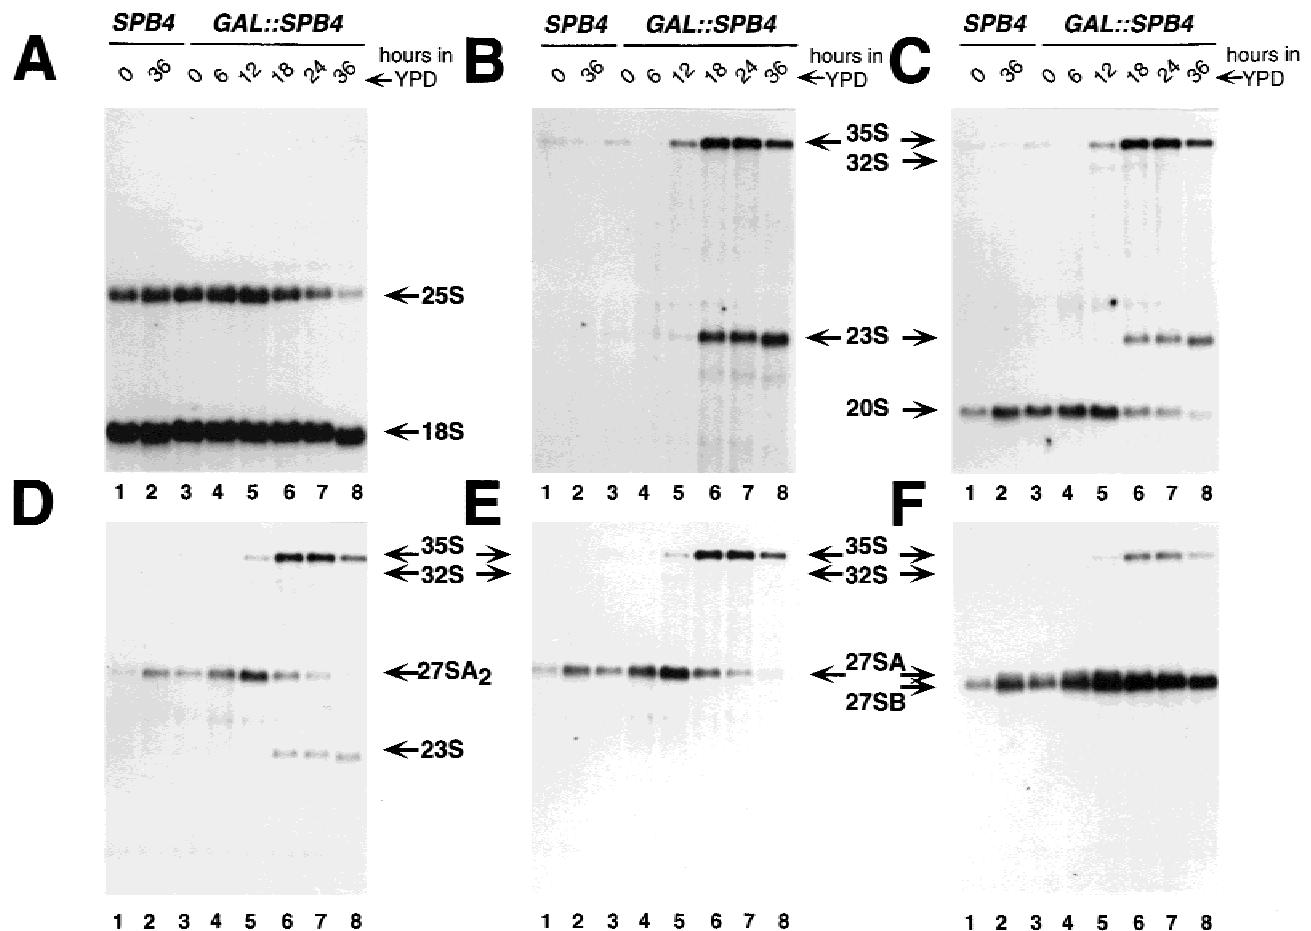 SPB4 GAL::SPB4 SPB4 GAL::SPB4 SPB4 GAL::SPB4
A 0 36 0 6 12 18 24 36 hours in ←YPD
B 0 36 0 6 12 18 24 36 hours in ←YPD
C 0 36 0 6 12 18 24 36 hours in ←YPD
←35S→
32S→
←25S
←23S→
20S→
←18S
1 2 3 4 5 6 7 8
1 2 3 4 5 6 7 8
1 2 3 4 5 6 7 8
D E F
←35S→ ←35S→
←32S→ ←32S→
←27SA2
←27SA→
27SB
←23S
1 2 3 4 5 6 7 8
1 2 3 4 5 6 7 8
1 2 3 4 5 6 7 8